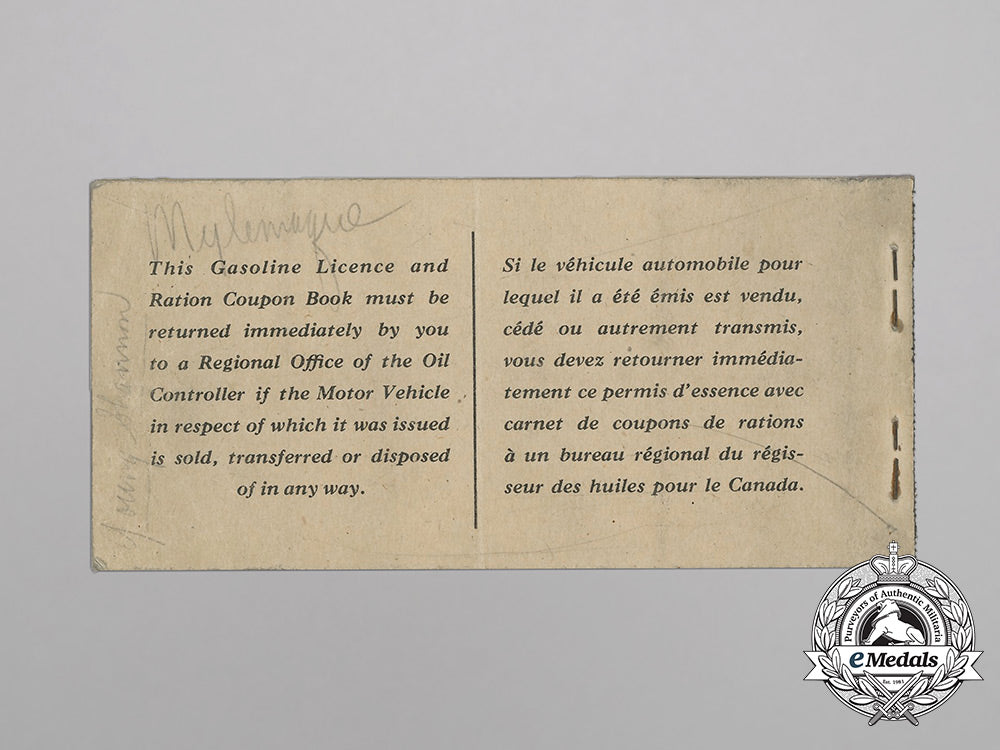 This Gasoline Licence and
Ration Coupon Book must be
returned immediately by you
to a Regional Office of the Oil
Controller if the Motor Vehicle
in respect of which it was issued
is sold, transferred or disposed
of in any way.
Si le véhicule automobile pour
lequel il a été émis est vendu,
cédé ou autrement transmis,
vous devez retourner immédia-
tement ce permis d'essence avec
carnet de coupons de rations
à un bureau régional du régis-
seur des huiles pour le Canada.
Purveyors of Authentic Militaria
eMedals
Est. 1981